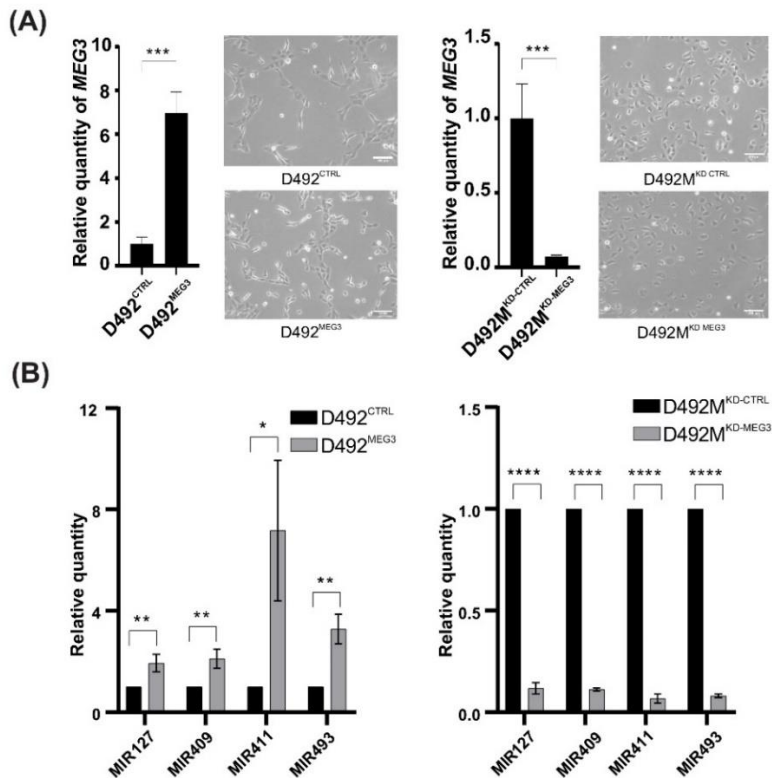 (A)
Relative quantity of MEG3
10
8
6
4
2
0
***
D492CTRL
D492MEG3
D492CTRL
D492MEG3
Relative quantity of MEG3
1.5
1.0
0.5
0.0
***
D492MKD-CTRL
D492MKD-MEG3
D492MKD CTRL
D492MKD MEG3
(B)
Relative quantity
12
8
4
0
D492CTRL
D492MEG3
**
**
*
**
MIR127
MIR409
MIR411
MIR493
Relative quantity
1.5
1.0
0.5
0.0
D492MKD-CTRL
D492MKD-MEG3
****
****
****
****
MIR127
MIR409
MIR411
MIR493